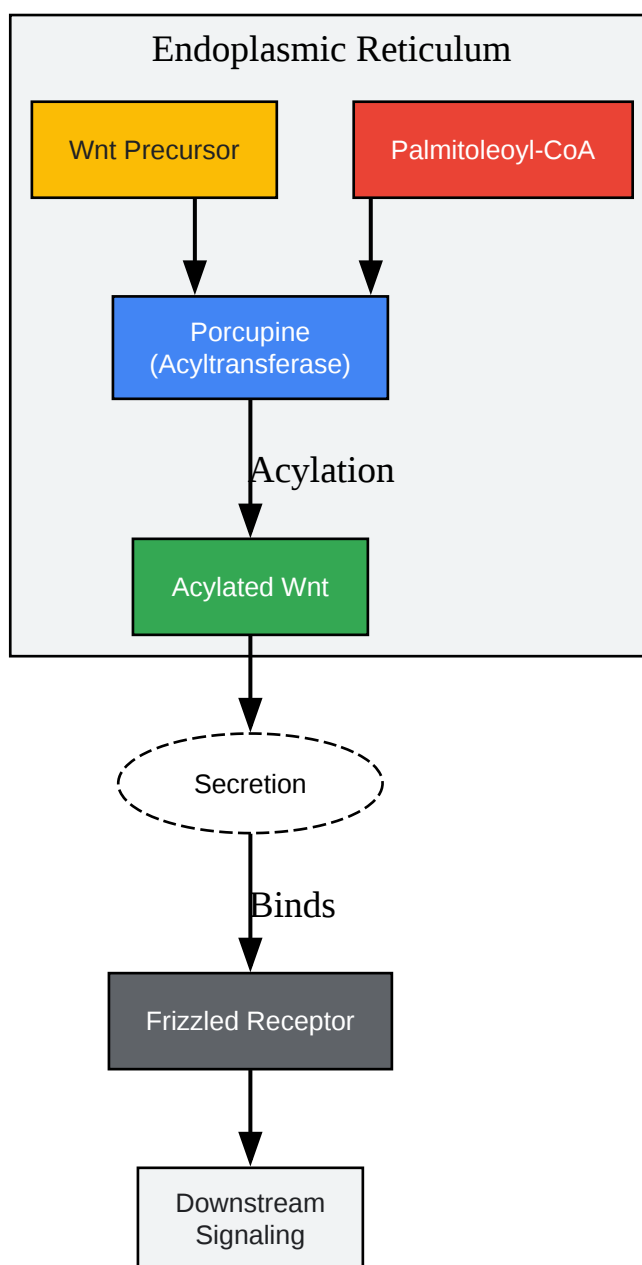 Endoplasmic Reticulum
Wnt Precursor
Palmitoleoyl-CoA
Porcupine
(Acyltransferase)
Acylation
Acylated Wnt
Secretion
Binds
Frizzled Receptor
Downstream
Signaling